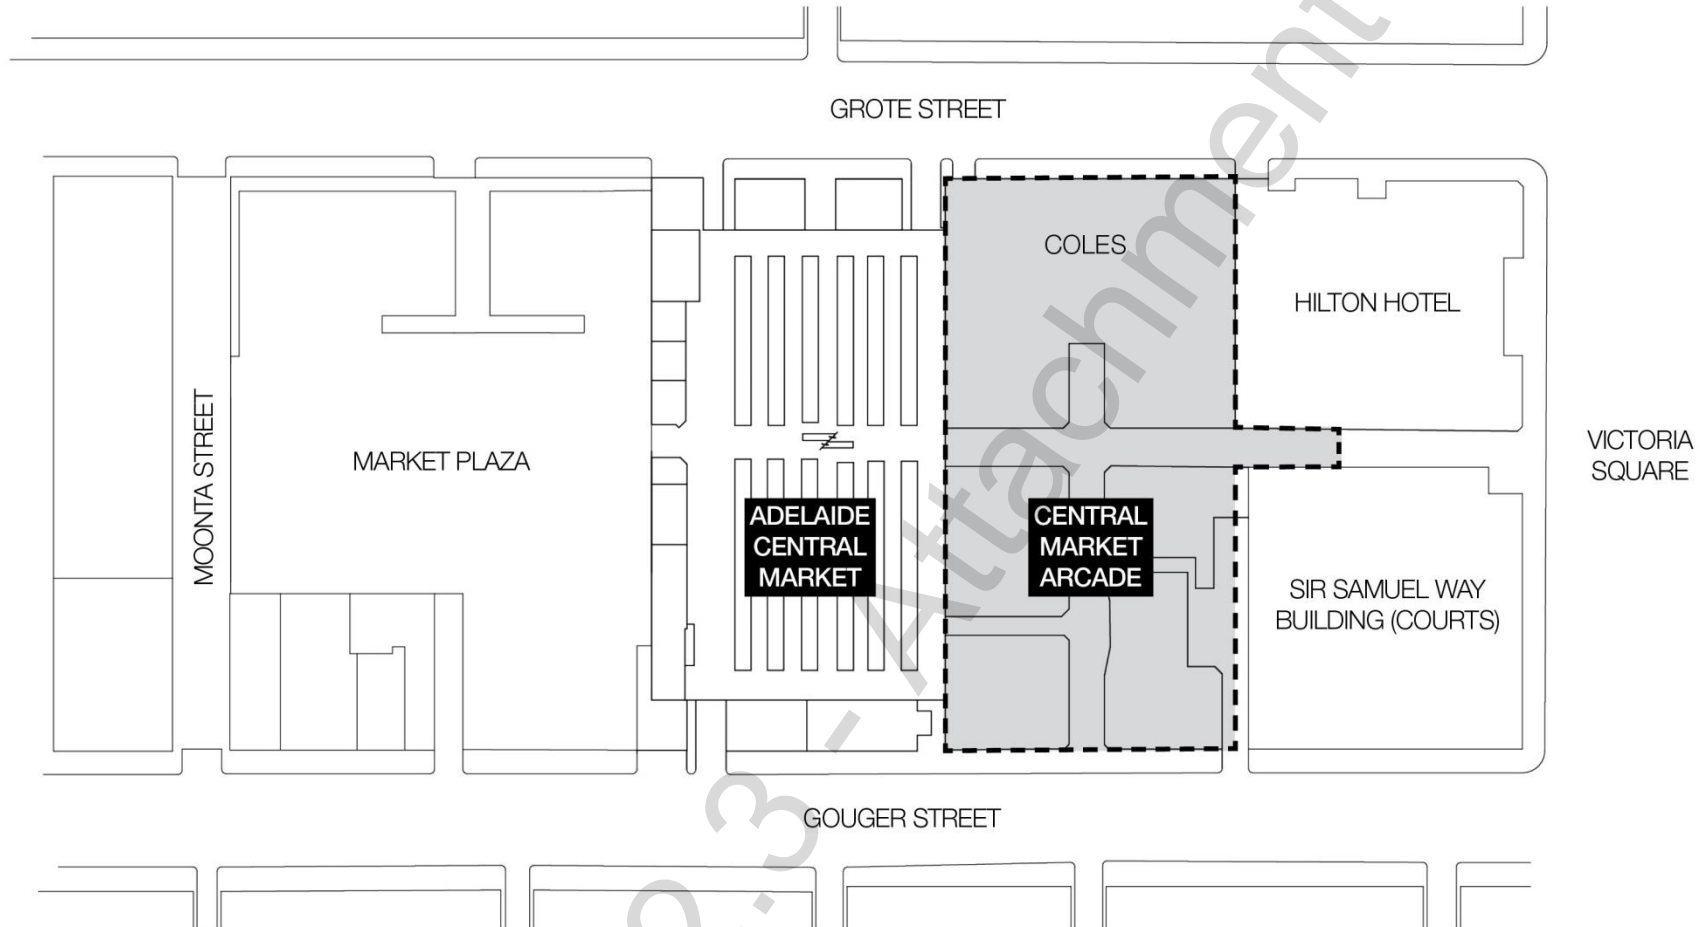 GROTE STREET
COLES
HILTON HOTEL
MOONTA STREET
MARKET PLAZA
VICTORIA
SQUARE
ADELAIDE
CENTRAL
MARKET
CENTRAL
MARKET
ARCADE
SIR SAMUEL WAY
BUILDING (COURTS)
GOUGER STREET
2.3 - Attachment